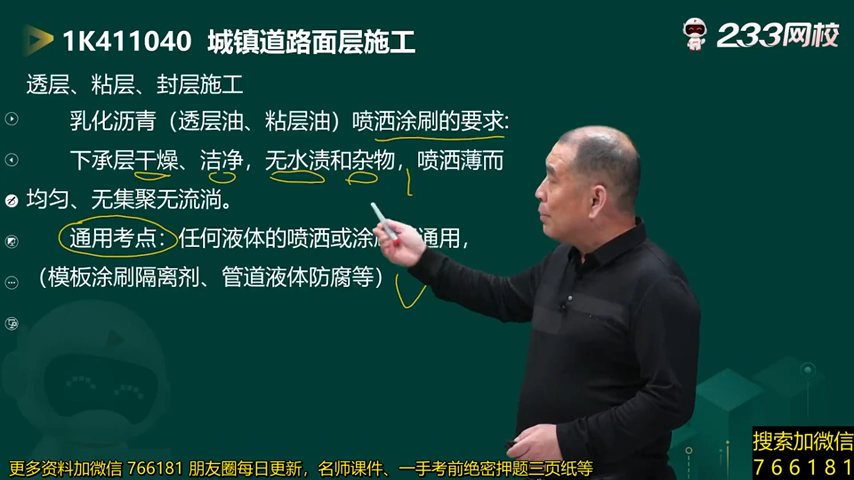 1K411040 城镇道路面层施工
233网校
透层、粘层、封层施工
乳化沥青（透层油、粘层油）喷洒涂刷的要求:
下承层干燥、洁净，无水渍和杂物，喷洒薄而
均匀、无集聚无流淌。
通用考点：任何液体的喷洒或涂 通用，
（模板涂刷隔离剂、管道液体防腐等）
搜索加微信
766181
更多资料加微信 766181 朋友圈每日更新，名师课件、一手考前绝密押题三页纸等